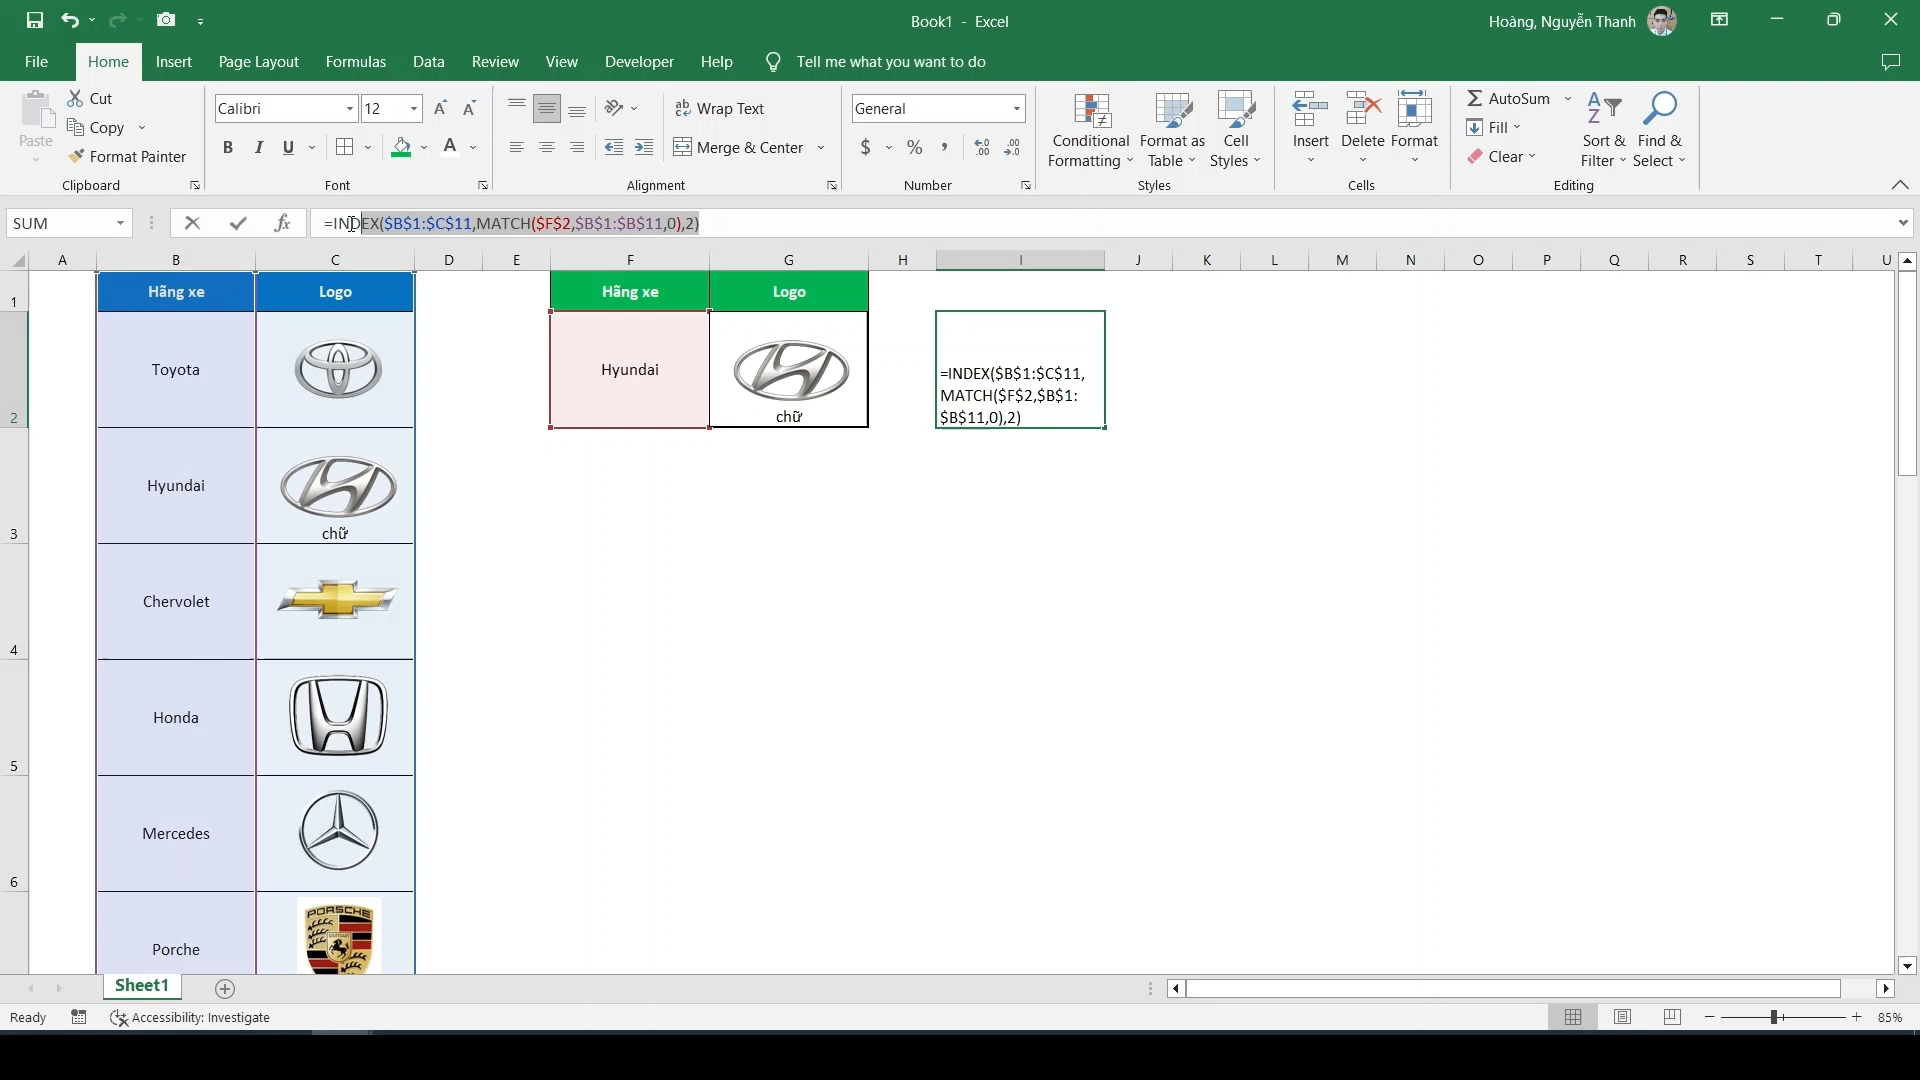 Book1 - Excel
Hoàng, Nguyễn Thanh
File Home Insert Page Layout Formulas Data Review View Developer Help Tell me what you want to do
Paste
Cut
Copy
Format Painter
Clipboard
Calibri 12
B I U A
Font
ab Wrap Text
Merge & Center
Alignment
General
$ % ,
Number
Conditional Formatting
Format as Table
Cell Styles
Styles
Insert Delete Format
Cells
AutoSum
Fill
Clear
Sort & Filter
Find & Select
Editing
SUM fx =INDEX($B$1:$C$11,MATCH($F$2,$B$1:$B$11,0),2)
A B C D E F G H I J K L M N O P Q R S T U
1 Hãng xe Logo Hãng xe Logo
2 Toyota Hyundai chữ
=INDEX($B$1:$C$11,
MATCH($F$2,$B$1:
$B$11,0),2)
3 Hyundai chữ
4 Chervolet
5 Honda
6 Mercedes
Porche PORSCHE
Sheet1
Ready Accessibility: Investigate 85%